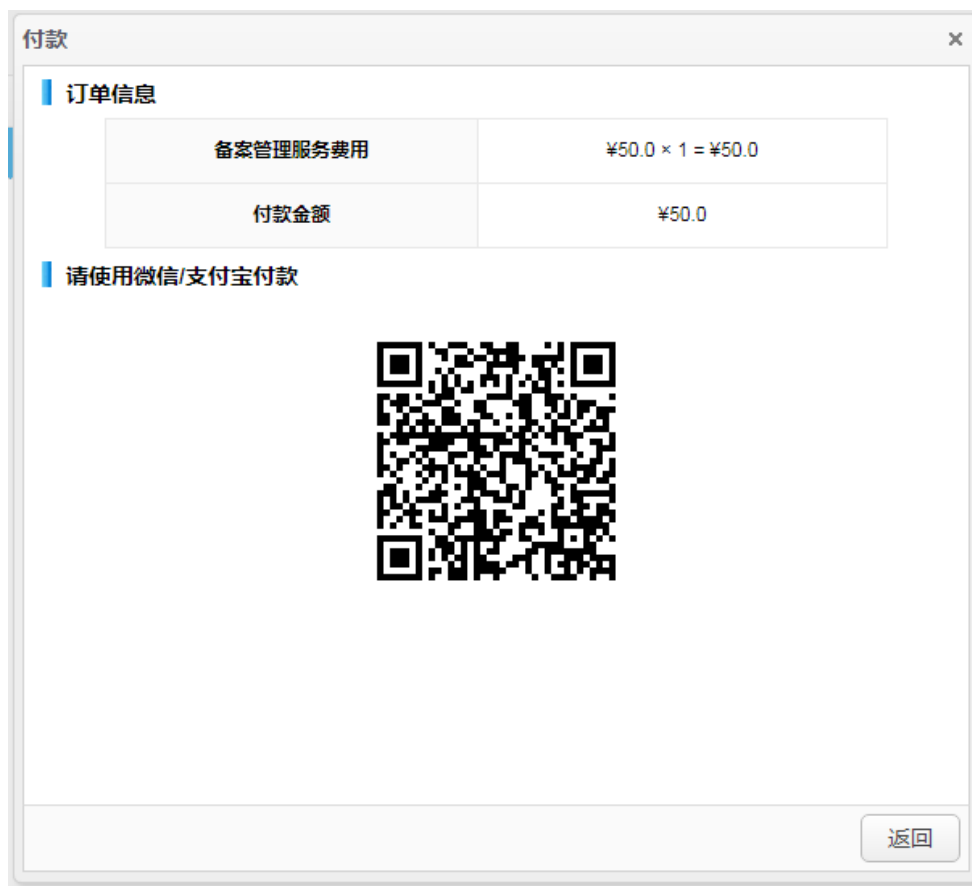 付款
订单信息
备案管理服务费用 ¥50.0 × 1 = ¥50.0
付款金额 ¥50.0
请使用微信/支付宝付款
返回